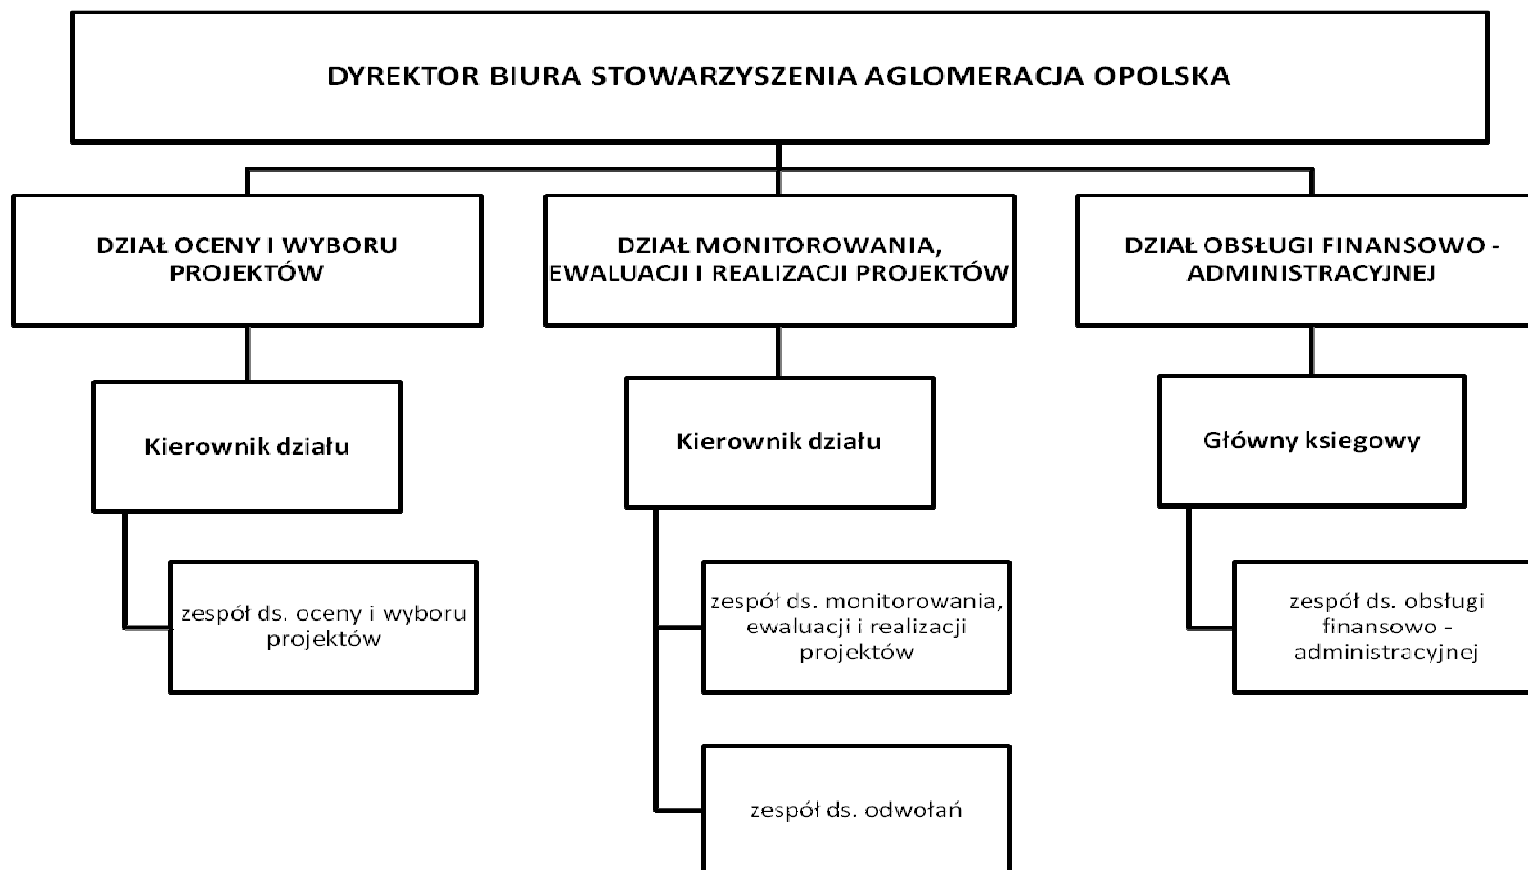 DYREKTOR BIURA STOWARZYSZENIA AGLOMERACJA OPOLSKA
DZIAŁ OCENY I WYBORU
PROJEKTÓW
DZIAŁ MONITOROWANIA,
EWALUACJI I REALIZACJI PROJEKTÓW
DZIAŁ OBSŁUGI FINANSOWO -
ADMINISTRACYJNEJ
Kierownik działu
Kierownik działu
Główny ksiegowy
zespół ds. oceny i wyboru
projektów
zespół ds. monitorowania,
ewaluacji i realizacji
projektów
zespół ds. obsługi
finansowo -
administracyjnej
zespół ds. odwołań